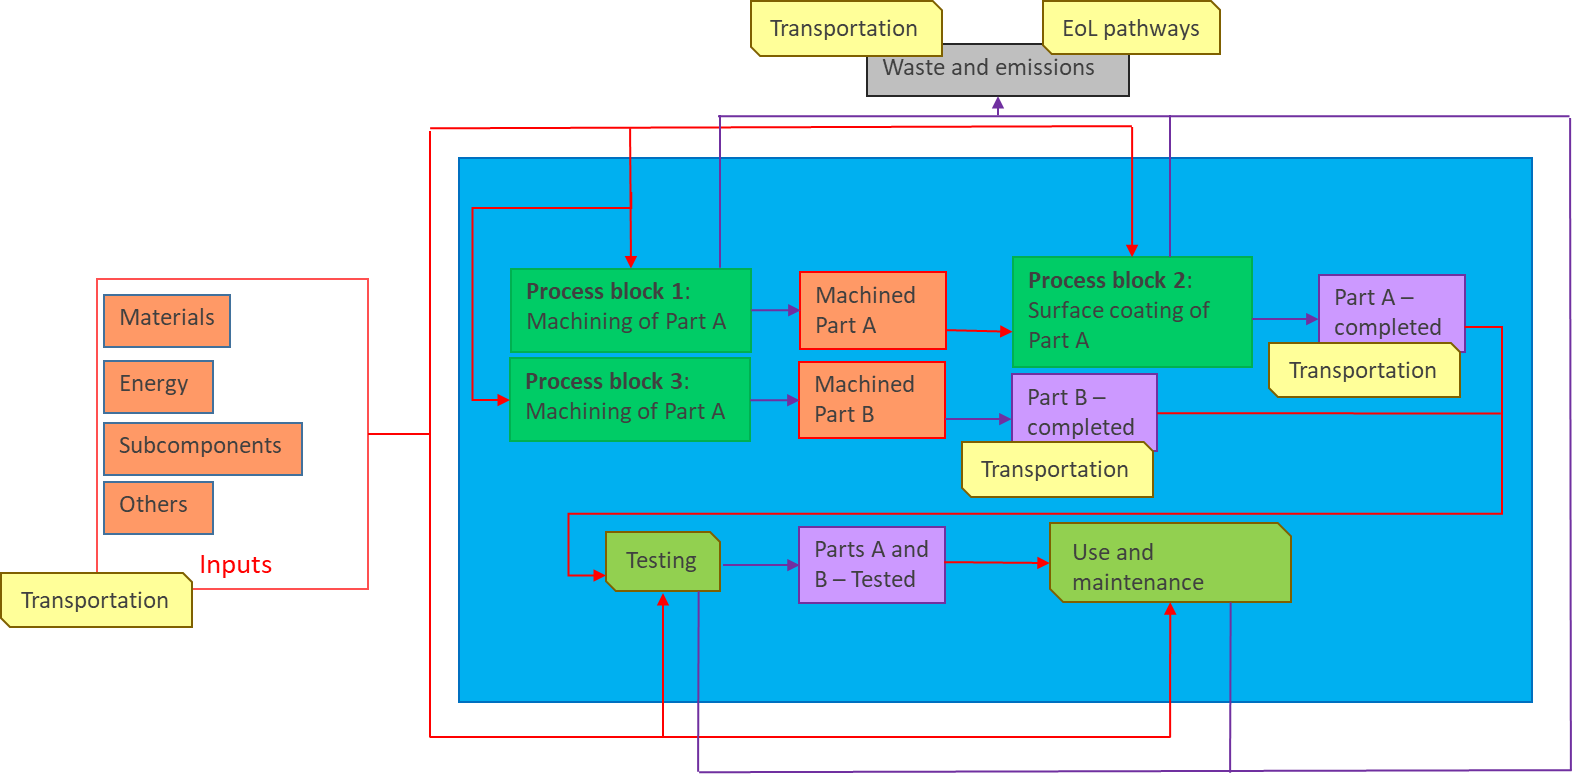 Transportation
EoL pathways
Waste and emissions
Materials
Energy
Subcomponents
Others
Inputs
Transportation
Process block 1:
Machining of Part A
Machined
Part A
Process block 2:
Surface coating of
Part A
Part A –
completed
Transportation
Process block 3:
Machining of Part A
Machined
Part B
Part B –
completed
Transportation
Testing
Parts A and
B – Tested
Use and
maintenance